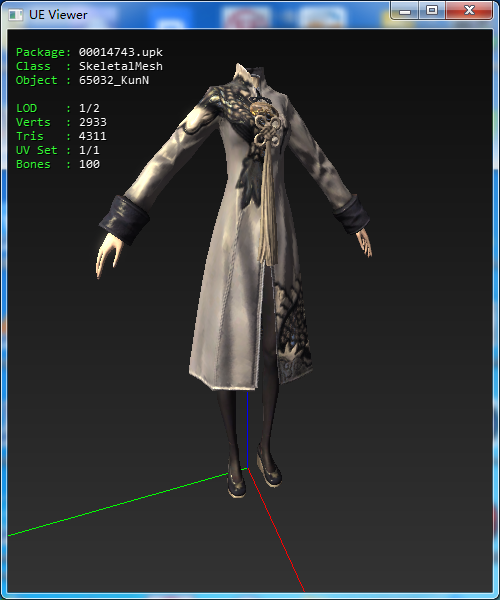 UE Viewer
Package: 00014743.upk
Class : SkeletalMesh
Object : 65032_KunN
LOD : 1/2
Verts : 2933
Tris : 4311
UV Set : 1/1
Bones : 100